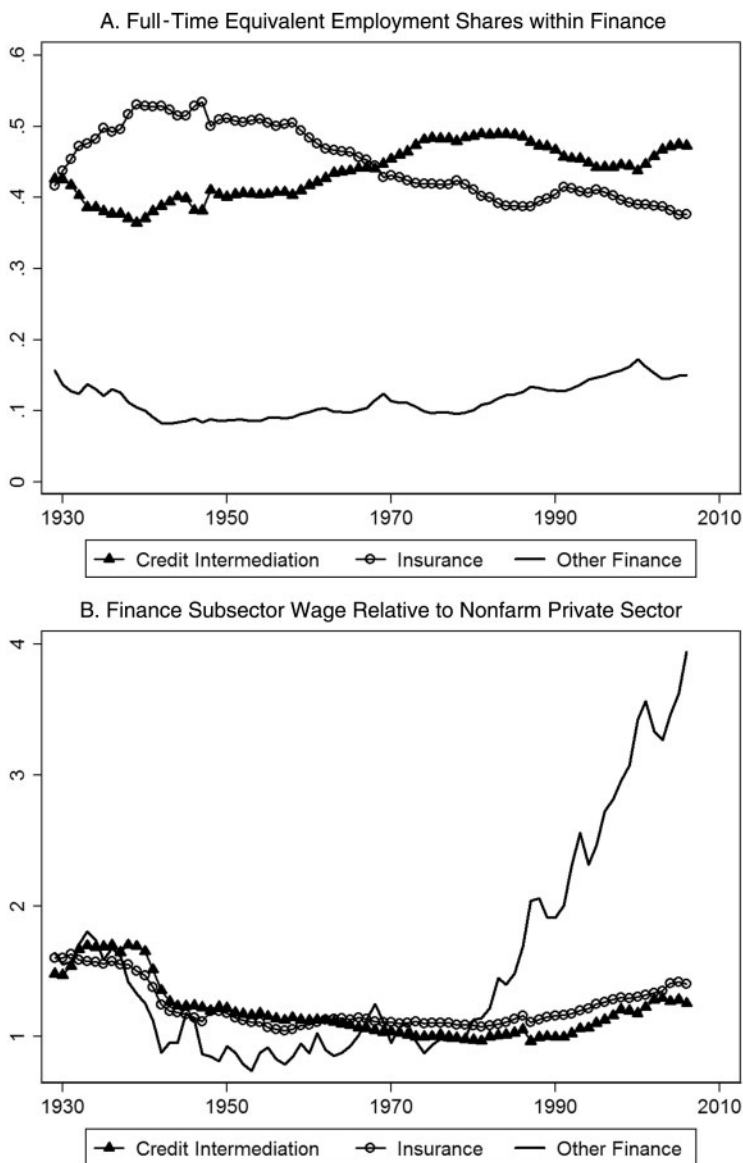 A. Full-Time Equivalent Employment Shares within Finance
.6
.5
.4
.3
.2
.1
0
1930 1950 1970 1990 2010
Credit Intermediation Insurance Other Finance
B. Finance Subsector Wage Relative to Nonfarm Private Sector
4
3
2
1
1930 1950 1970 1990 2010
Credit Intermediation Insurance Other Finance